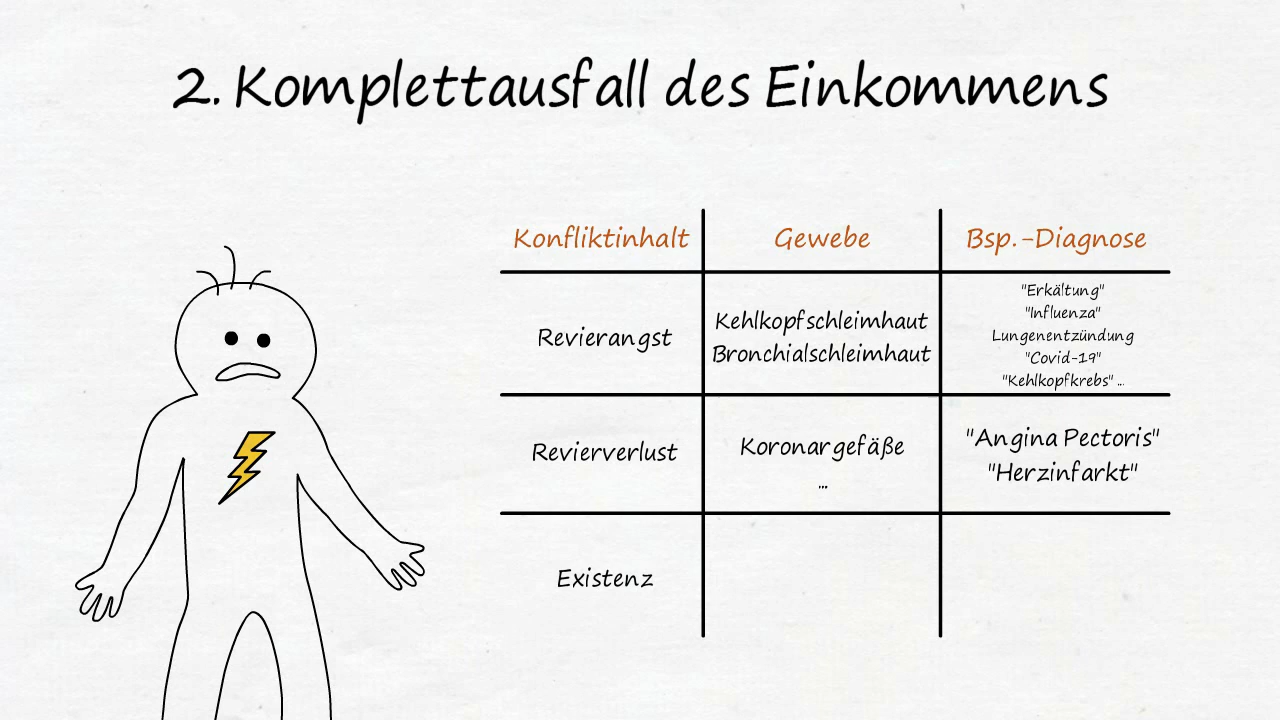 2. Komplettausfall des Einkommens
Konfliktinhalt
Gewebe
Bsp.-Diagnose
Revierangst
Kehlkopfschleimhaut
Bronchialschleimhaut
"Erkältung"
"Influenza"
Lungenentzündung
"Covid-19"
"Kehlkopfkrebs" ...
Revierverlust
Koronargefäße
...
"Angina Pectoris"
"Herzinfarkt"
Existenz